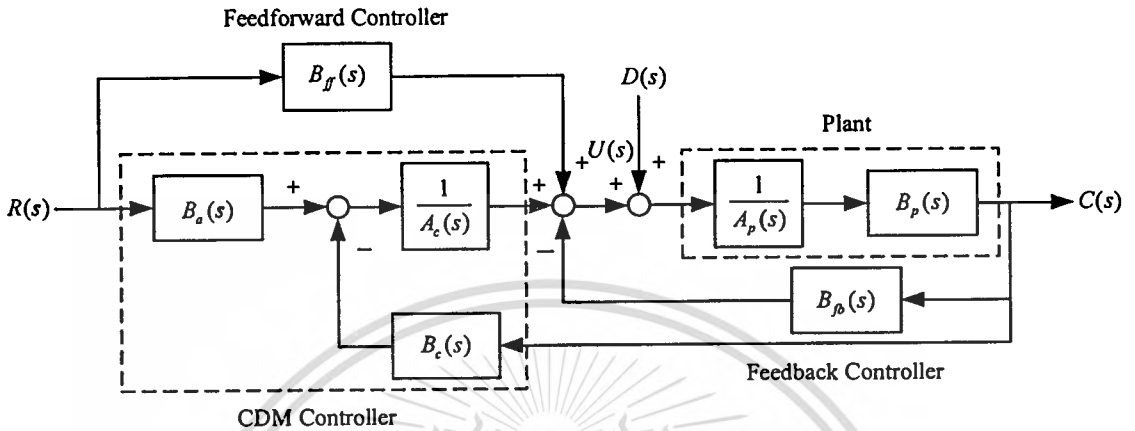 Feedforward Controller
B_ff(s)
D(s)
Plant
+ U(s) +
R(s)
B_a(s)
+
1
A_c(s)
+
+
1
A_p(s)
B_p(s)
C(s)
−
−
B_fb(s)
B_c(s)
Feedback Controller
CDM Controller